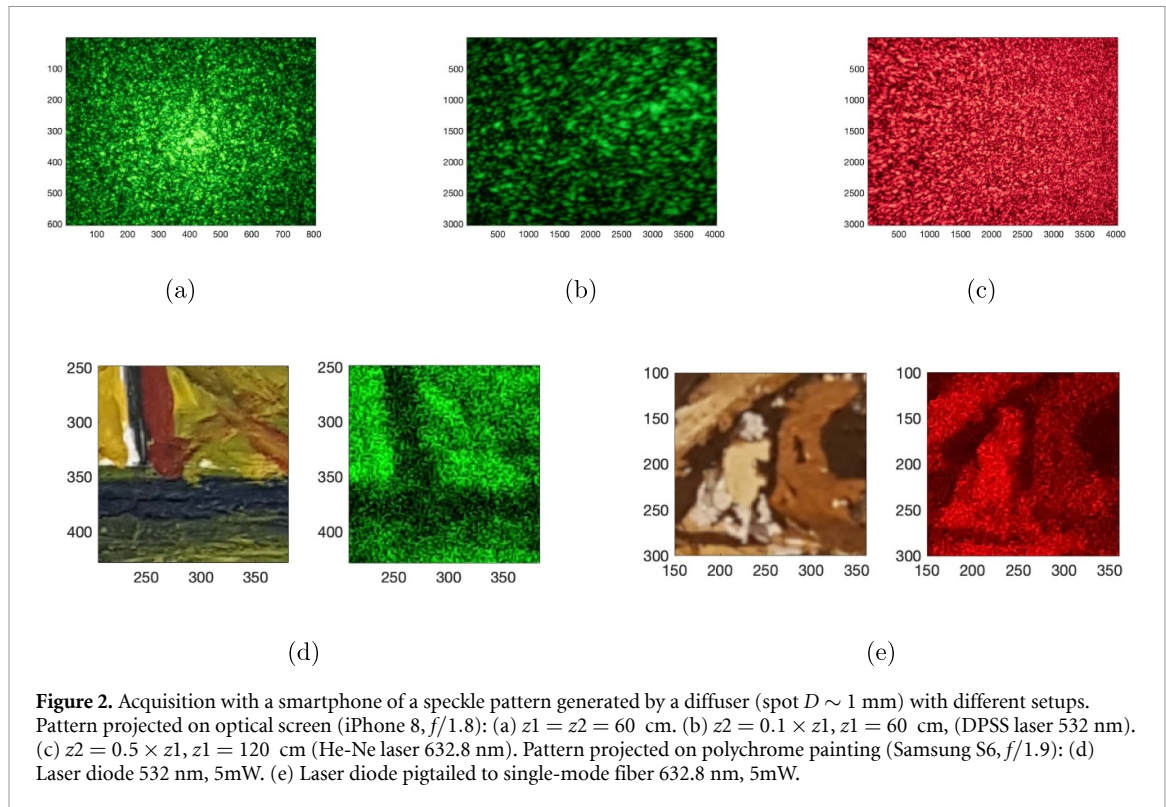 100
200
300
400
500
600
100 200 300 400 500 600 700 800
500
1000
1500
2000
2500
3000
500 1000 1500 2000 2500 3000 3500 4000
500
1000
1500
2000
2500
3000
500 1000 1500 2000 2500 3000 3500 4000
(a)
(b)
(c)
250
300
350
400
250 300 350
250
300
350
400
250 300 350
100
150
200
250
300
150 200 250 300 350
100
150
200
250
300
150 200 250 300 350
(d)
(e)
Figure 2. Acquisition with a smartphone of a speckle pattern generated by a diffuser (spot D ∼ 1 mm) with different setups.
Pattern projected on optical screen (iPhone 8, f/1.8): (a) z1 = z2 = 60 cm. (b) z2 = 0.1 × z1, z1 = 60 cm, (DPSS laser 532 nm).
(c) z2 = 0.5 × z1, z1 = 120 cm (He-Ne laser 632.8 nm). Pattern projected on polychrome painting (Samsung S6, f/1.9): (d)
Laser diode 532 nm, 5mW. (e) Laser diode pigtailed to single-mode fiber 632.8 nm, 5mW.